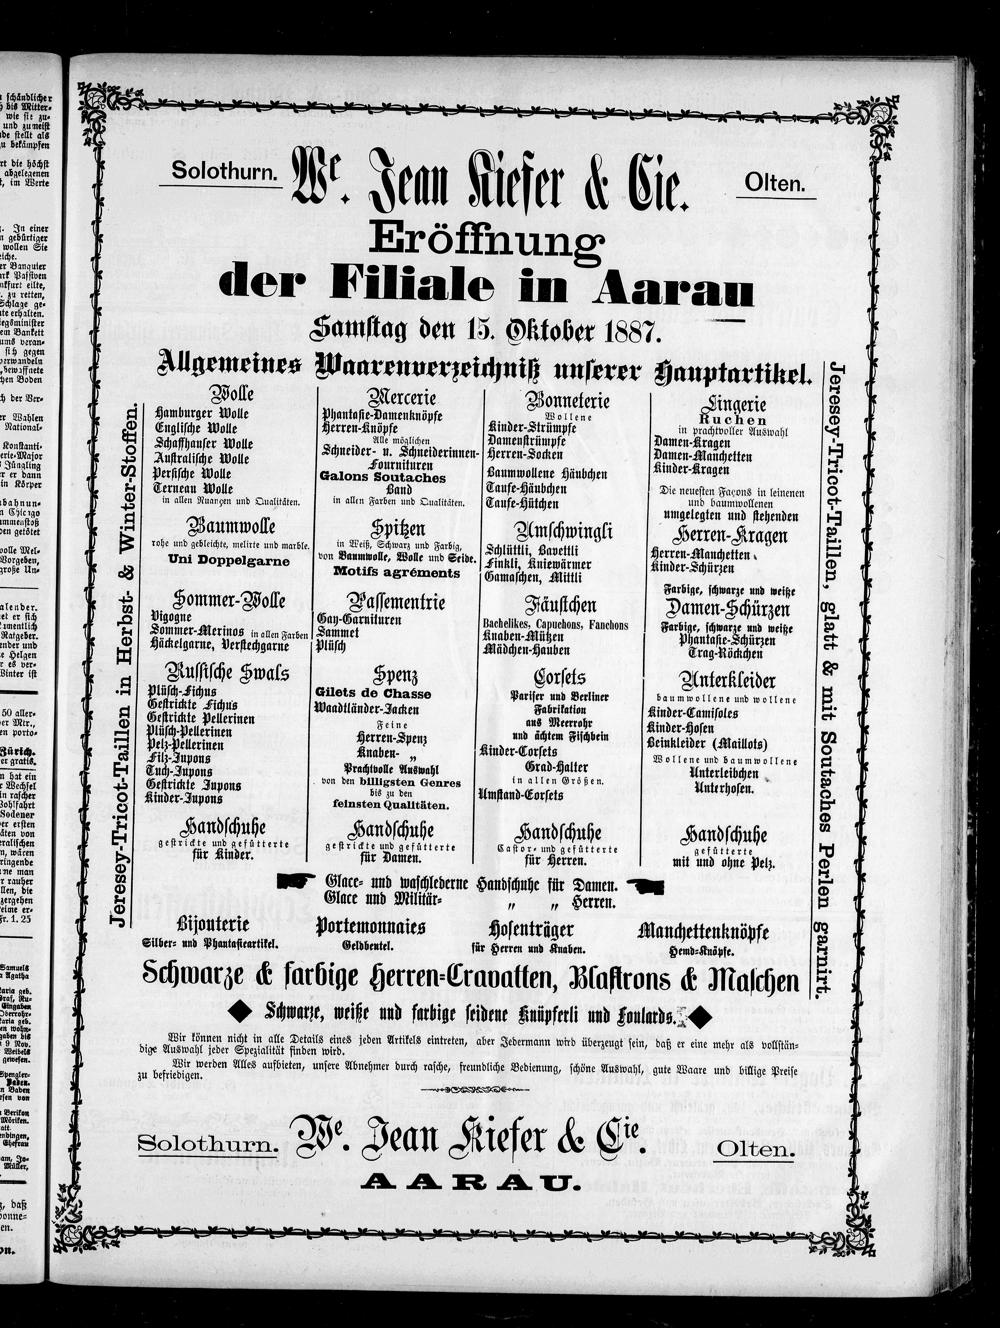 Solothurn. We. Jean Kiefer & Cie. Olten.
Eröffnung
der Filiale in Aarau
Samstag den 15. Oktober 1887.
Allgemeines Waarenverzeichniß unserer Hauptartikel.
Jeresey-Tricot-Taillen in Herbst- & Winter-Stoffen.
Wolle
Hamburger Wolle
Englische Wolle
Schaffhauser Wolle
Australische Wolle
Persische Wolle
Terneau Wolle
in allen Nuançen und Qualitäten.
Baumwolle
rohe und gebleichte, melirte und marble.
Uni Doppelgarne
Sommer-Wolle
Vigogne
Sommer-Merinos in allen Farben
Häckelgarne, Verstechgarne
Russische Swals
Plüsch-Fichus
Gestrickte Fichus
Gestrickte Pellerinen
Plüsch-Pellerinen
Pelz-Pellerinen
Filz-Jupons
Tuch-Jupons
Gestrickte Jupons
Kinder-Jupons
Handschuhe
gestrickte und gefütterte
für Kinder.
Mercerie
Phantasie-Damenknöpfe
Herren-Knöpfe
Alle möglichen
Schneider- u. Schneiderinnen-
Fournituren
Galons Soutaches
Band
in allen Farben und Qualitäten.
Spitzen
in Weiß, Schwarz und Farbig,
von Baumwolle, Wolle und Seide.
Motifs agréments
Passementrie
Gay-Garnituren
Sammet
Plüsch
Spenz
Gilets de Chasse
Waadtländer-Jacken
Feine
Herren-Spenz
Knaben- "
Prachtvolle Auswahl
von den billigsten Genres
bis zu den
feinsten Qualitäten.
Handschuhe
gestrickte und gefütterte
für Damen.
Bonneterie
Wollene
Kinder-Strümpfe
Damenstrümpfe
Herren-Socken
Baumwollene Häubchen
Taufe-Häubchen
Taufe-Hütchen
Umschwingli
Schlüttli, Bavettli
Finkli, Kniewärmer
Gamaschen, Mittli
Fäustchen
Bachelikes, Capuchons, Fanchons
Knaben-Mützen
Mädchen-Hauben
Corsets
Pariser und Berliner
Fabrikation
aus Meerrohr
und ächtem Fischbein
Kinder-Corsets
Grad-Halter
in allen Größen.
Umstand-Corsets
Handschuhe
Castor- und gefütterte
für Herren.
Lingerie
Ruchen
in prachtvoller Auswahl
Damen-Kragen
Damen-Manchetten
Kinder-Kragen
Die neuesten Façons in leinenen
und baumwollenen
umgelegten und stehenden
Herren-Kragen
Herren-Manchetten
Kinder-Schürzen
Farbige, schwarze und weiße
Damen-Schürzen
Farbige, schwarze und weiße
Phantasie-Schürzen
Trag-Röckchen
Unterkleider
baumwollene und wollene
Kinder-Camisoles
Kinder-Hosen
Beinkleider (Maillots)
Wollene und baumwollene
Unterleibchen
Unterhosen.
Handschuhe
gefütterte
mit und ohne Pelz.
Jeresey-Tricot-Taillen, glatt & mit Soutaches Perlen garnirt.
Glace- und waschlederne Handschuhe für Damen.
Glace und Militär- " " Herren.
Bijouterie
Silber- und Phantasieartikel.
Portemonnaies
Geldbeutel.
Hosenträger
für Herren und Knaben.
Manchettenknöpfe
Hemd-Knöpfe.
Schwarze & farbige Herren-Cravatten, Plastrons & Maschen
Schwarze, weiße und farbige seidene Knüpferli und Foulards.
Wir können nicht in alle Details eines jeden Artikels eintreten, aber Jedermann wird überzeugt sein, daß er eine mehr als vollstän-
dige Auswahl jeder Spezialität finden wird.
Wir werden Alles aufbieten, unsere Abnehmer durch rasche, freundliche Bedienung, schöne Auswahl, gute Waare und billige Preise
zu befriedigen.
Solothurn. We. Jean Kiefer & Cie. Olten.
AARAU.